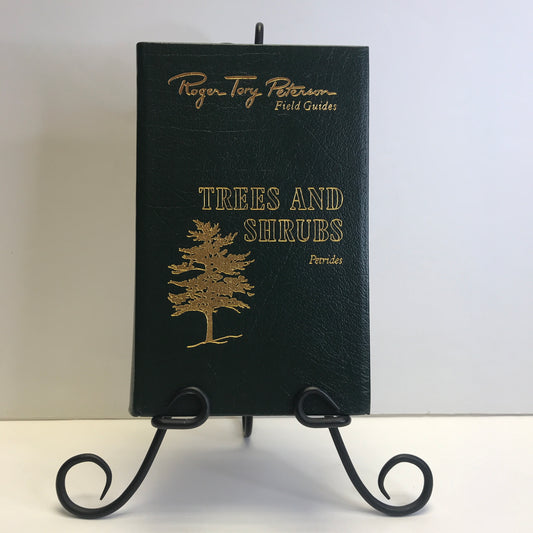 Roger Tory Peterson
Field Guides
TREES AND
SHRUBS
Petrides